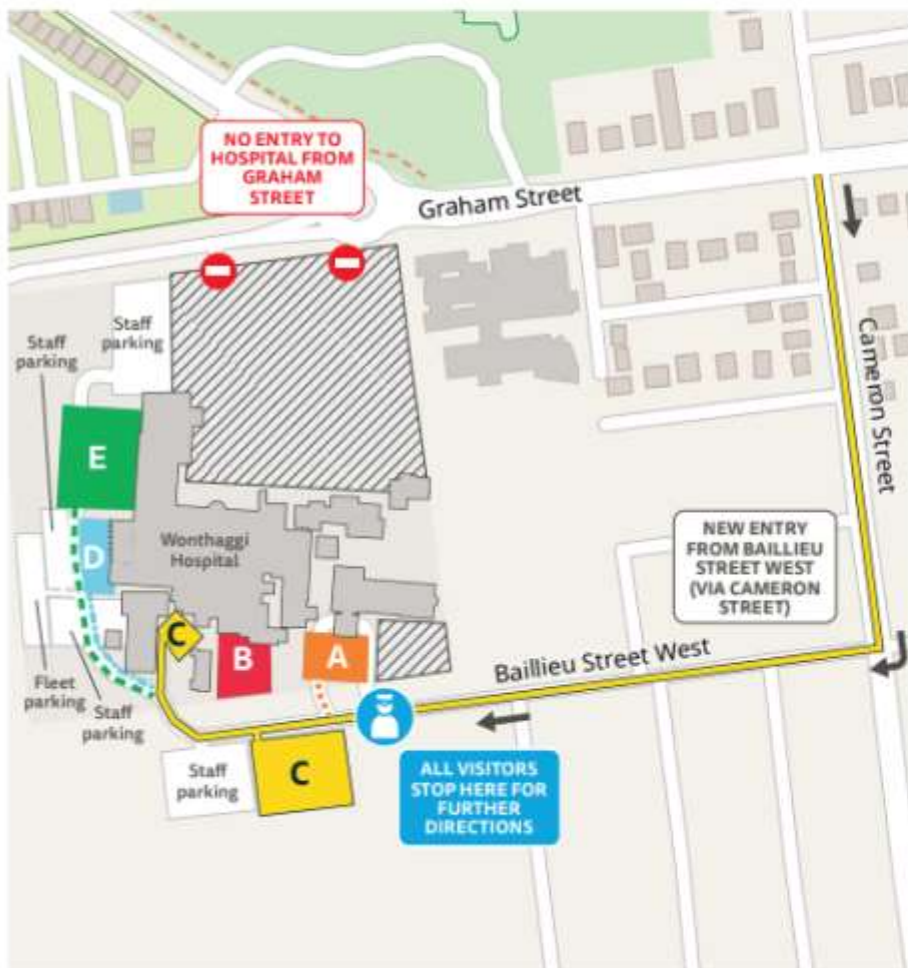 NO ENTRY TO
HOSPITAL FROM
GRAHAM
STREET
Graham Street
Staff
parking
Staff
parking
Cameron Street
E
Wonthaggi
Hospital
D
NEW ENTRY
FROM BAILLIEU
STREET WEST
(VIA CAMERON
STREET)
C
B
A
Baillieu Street West
Fleet
parking
Staff
parking
Staff
parking
C
ALL VISITORS
STOP HERE FOR
FURTHER
DIRECTIONS